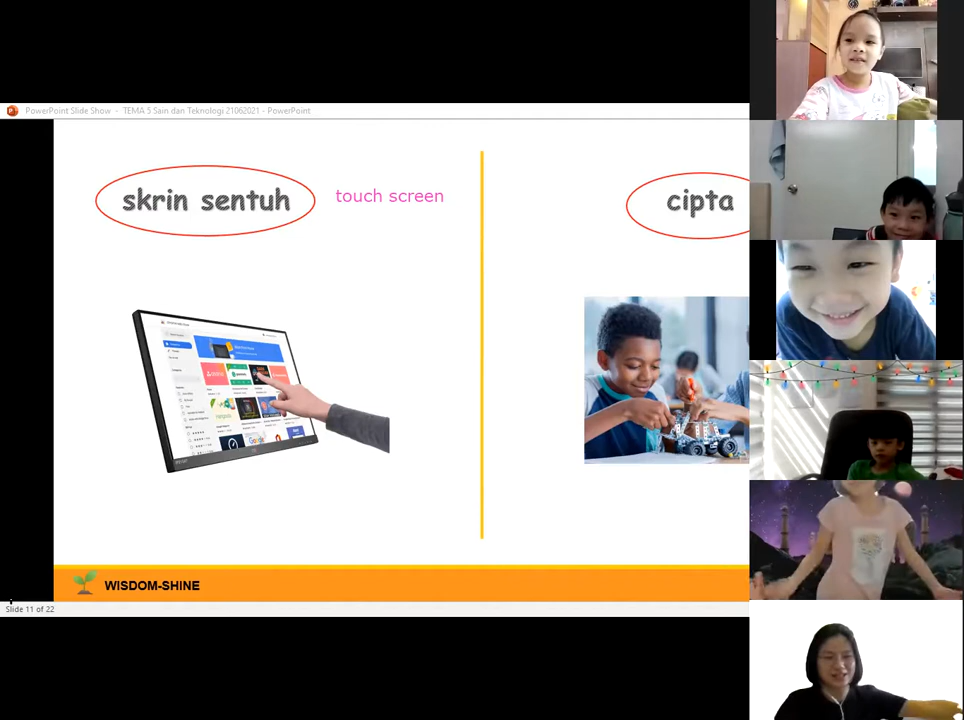 PowerPoint Slide Show - TEMA 5 Sain dan Teknologi 21062021 - PowerPoint
skrin sentuh
touch screen
cipta
Google
WISDOM-SHINE
Slide 11 of 22